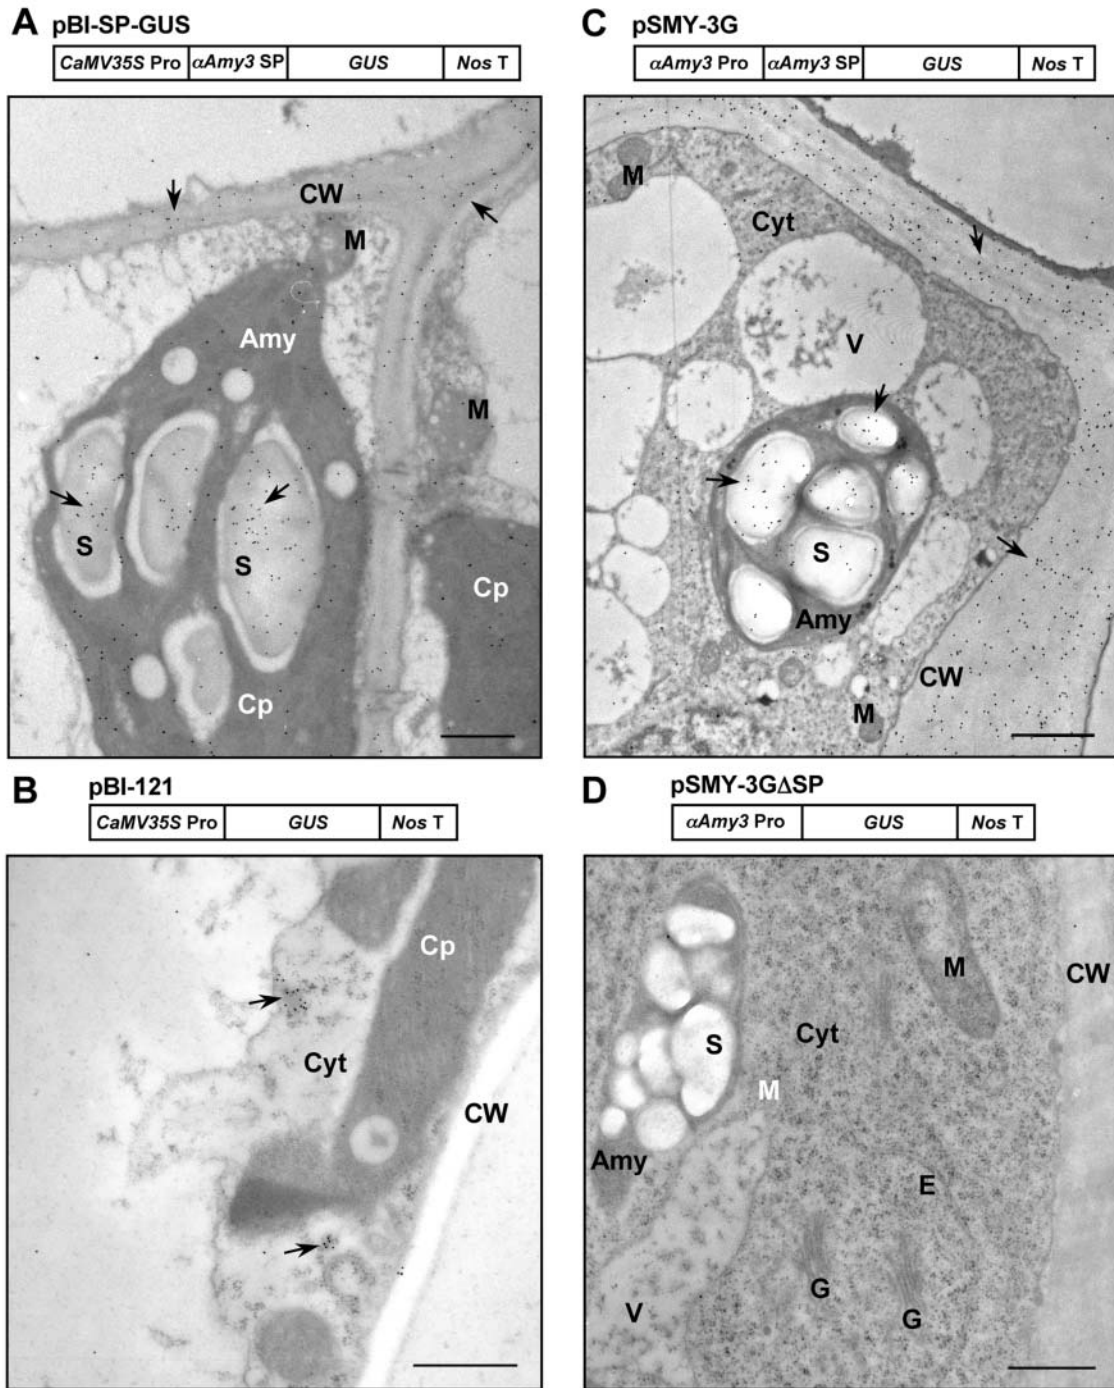 A pBI-SP-GUS
CaMV35S Pro αAmy3 SP GUS Nos T
CW
M
Amy
M
S
S
Cp
Cp
C pSMY-3G
αAmy3 Pro αAmy3 SP GUS Nos T
M
Cyt
V
S
Amy
CW
M
B pBI-121
CaMV35S Pro GUS Nos T
Cp
Cyt
CW
D pSMY-3GΔSP
αAmy3 Pro GUS Nos T
M
CW
S
Cyt
M
Amy
E
V
G
G